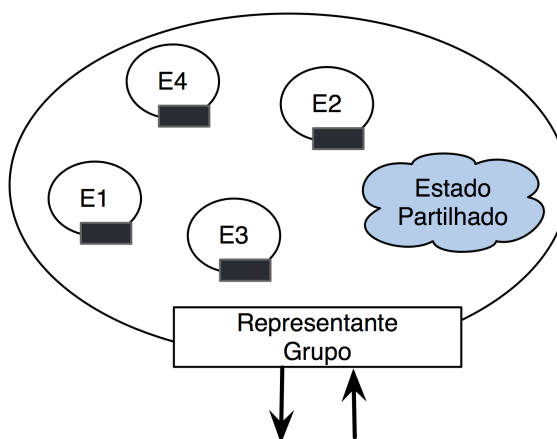 E4
E2
E1
E3
Estado
Partilhado
Representante
Grupo